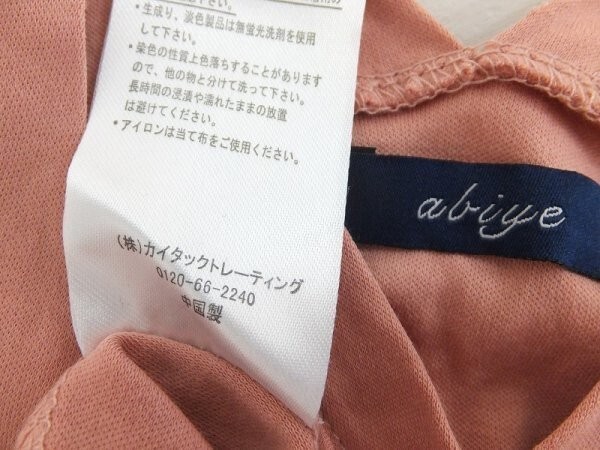 ・生成り、淡色製品は無蛍光洗剤を使用
して下さい。
・染色の性質上色落ちすることがあります
ので、他の物と分けて洗って下さい。
長時間の浸漬や濡れたままの放置
は避けてください。
・アイロンは当て布をご使用ください。
(株)カイタックトレーディング
0120-66-2240
中国製
abiye